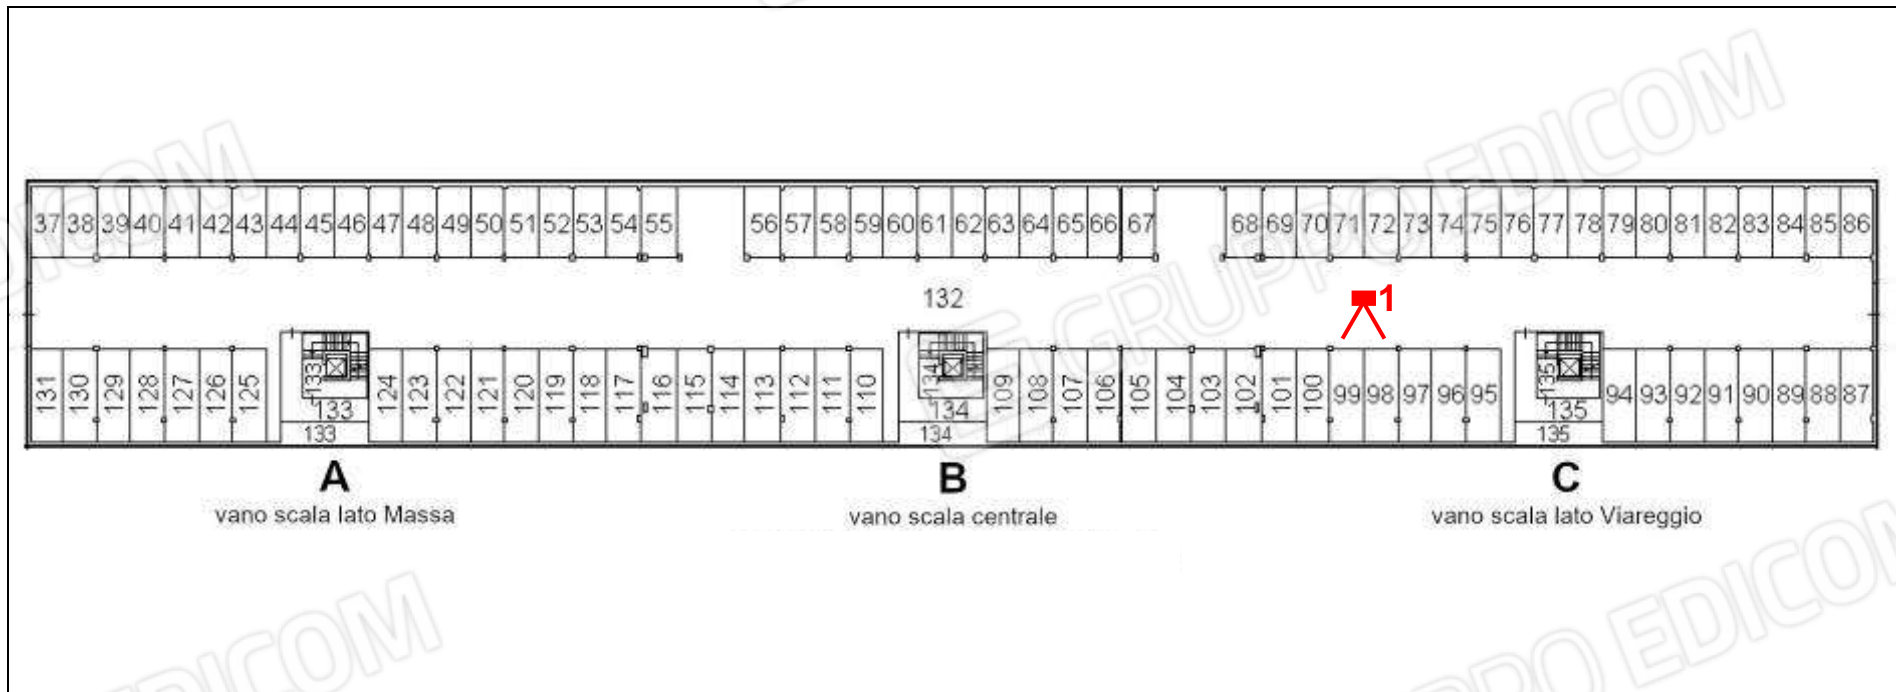 37 38 39 40 41 42 43 44 45 46 47 48 49 50 51 52 53 54 55 56 57 58 59 60 61 62 63 64 65 66 67 68 69 70 71 72 73 74 75 76 77 78 79 80 81 82 83 84 85 86
132
1
131 130 129 128 127 126 125 133 124 123 122 121 120 119 118 117 116 115 114 113 112 111 110 134 109 108 107 106 105 104 103 102 101 100 99 98 97 96 95 135 94 93 92 91 90 89 88 87
133 134 135
133 134 135
A B C
vano scala lato Massa
vano scala centrale
vano scala lato Viareggio
GRUPPO EDICOM
EDICOM
EDICOM
GRUPPO EDICOM